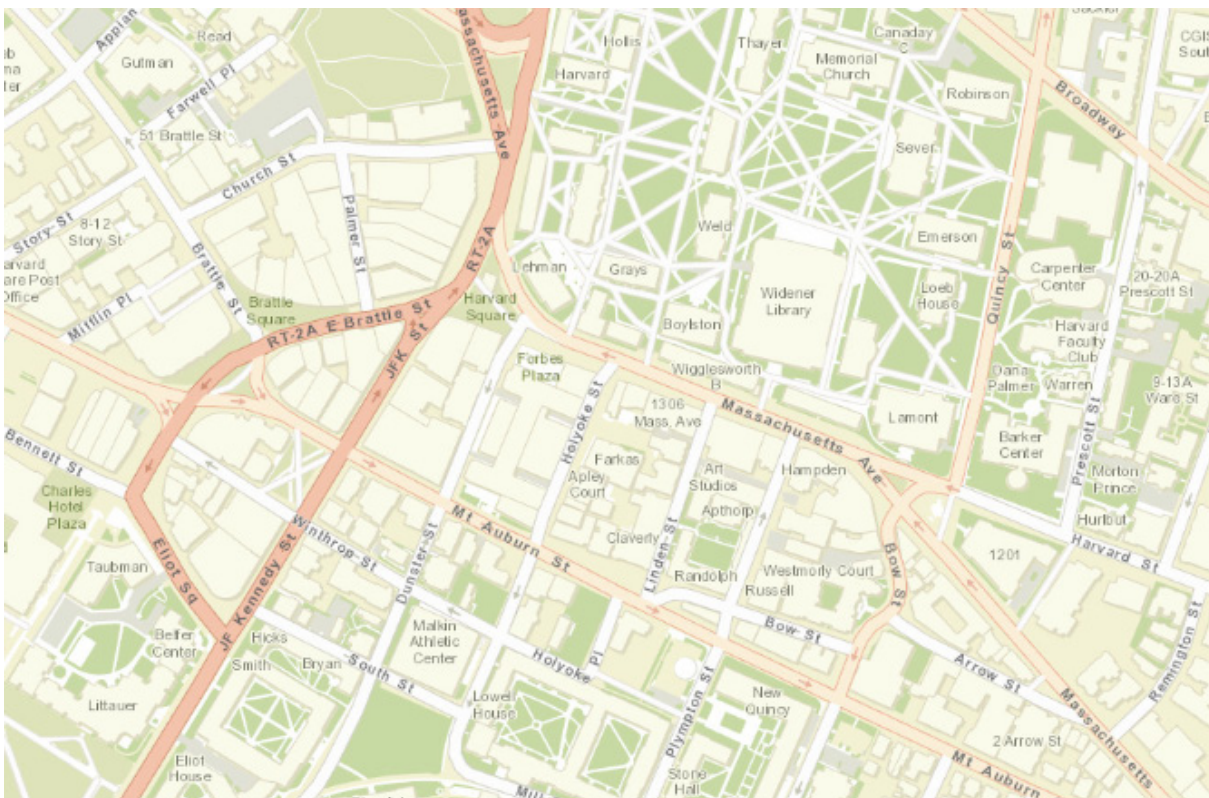 Appian
Read
Gutman
Farwell Pl
51 Brattle St
Church St
Palmer St
Story St
8-12
Story St
Office
Mifflin Pl
Brattle St
Brattle
Square
RT-2A E Brattle St
JFK St
RT-2A
Massachusetts Ave
Hollis
Harvard
Thayer
Canaday
C
Memorial
Church
Robinson
Sever
Broadway
Weld
Emerson
Lehman
Grays
Widener
Library
Loeb
House
Quincy St
Carpenter
Center
20-20A
Prescott St
Harvard
Square
Boylston
Harvard
Faculty
Club
Forbes
Plaza
Wigglesworth
B
Dana
Palmer
Warren
9-13A
Ware St
Holyoke St
1306
Mass. Ave
Massachusetts Ave
Lamont
Barker
Center
Prescott St
Bennett St
Charles
Hotel
Plaza
Farkas
Apley
Court
Art
Studios
Hampden
Morton
Prince
Apthorp
Hurlbut
Mt Auburn St
Winthrop St
Claverly
Linden St
1201
Harvard St
Eliot Sq
Taubman
Dunster St
Randolph
Westmorly Court
Russell
Bow St
JF Kennedy St
Belfer
Center
Hicks
Smith
Bryan
Malkin
Athletic
Center
Bow St
Holyoke Pl
South St
Arrow St
Remington St
Littauer
Lowell
House
New
Quincy
Plympton St
Massachusetts
2 Arrow St
Eliot
House
Stone
Hall
Mt Auburn